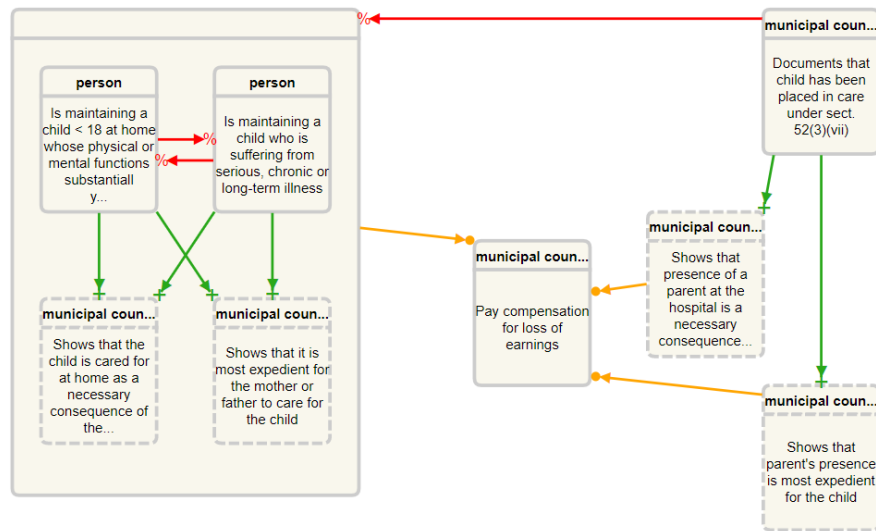 person
Is maintaining a
child < 18 at home
whose physical or
mental functions
substantiall
y...
person
Is maintaining a
child who is
suffering from
serious, chronic or
long-term illness
%
%
%
municipal coun...
Documents that
child has been
placed in care
under sect.
52(3)(vii)
municipal coun...
Shows that the
child is cared for
at home as a
necessary
consequence of
the...
municipal coun...
Shows that it is
most expedient for
the mother or
father to care for
the child
municipal coun...
Pay compensation
for loss of
earnings
municipal coun...
Shows that
presence of a
parent at the
hospital is a
necessary
consequence...
municipal coun...
Shows that
parent's presence
is most expedient
for the child